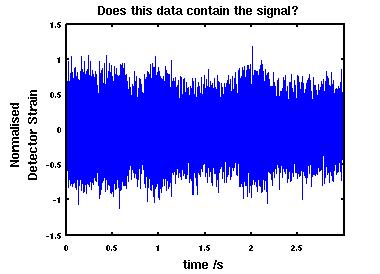 Does this data contain the signal?
1.5
1
0.5
0
-0.5
-1
-1.5
Normalised
Detector Strain
0 0.5 1 1.5 2 2.5
time /s